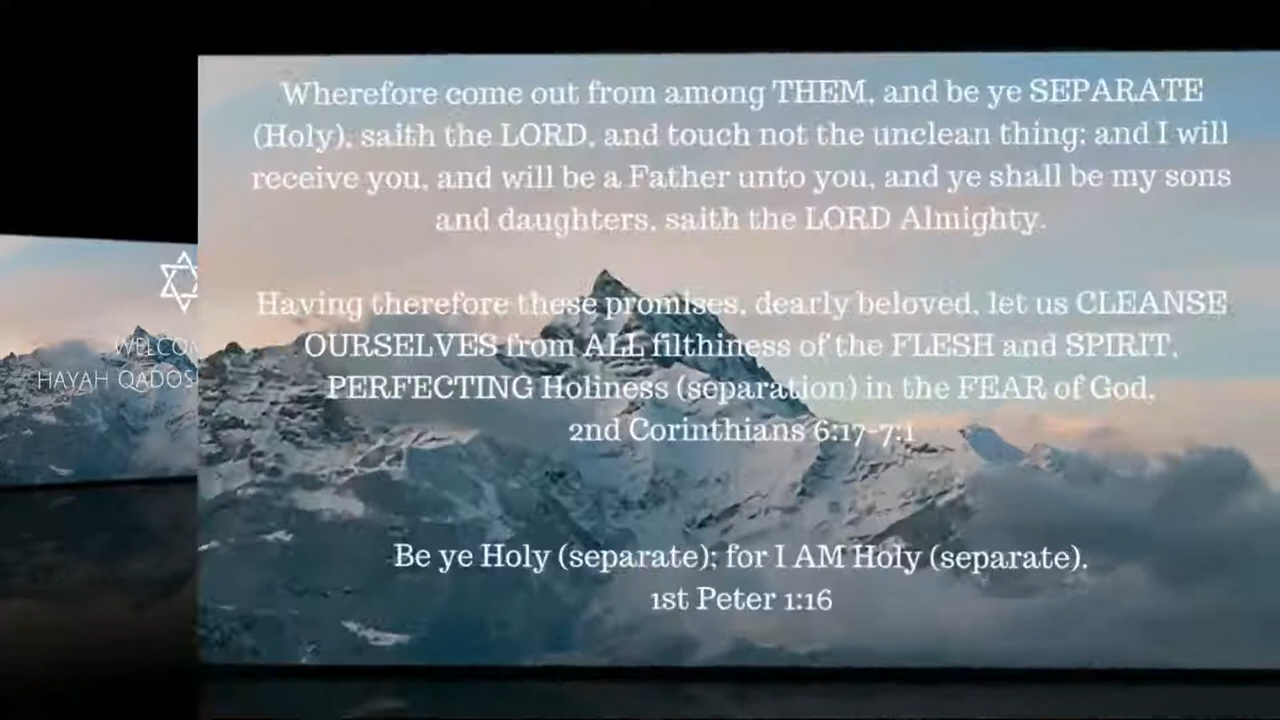 Wherefore come out from among THEM, and be ye SEPARATE
(Holy), saith the LORD, and touch not the unclean thing; and I will
receive you, and will be a Father unto you, and ye shall be my sons
and daughters, saith the LORD Almighty.
Having therefore these promises, dearly beloved, let us CLEANSE
OURSELVES from ALL filthiness of the FLESH and SPIRIT,
PERFECTING Holiness (separation) in the FEAR of God.
2nd Corinthians 6:17-7:1
Be ye Holy (separate); for I AM Holy (separate).
1st Peter 1:16
HAYAH